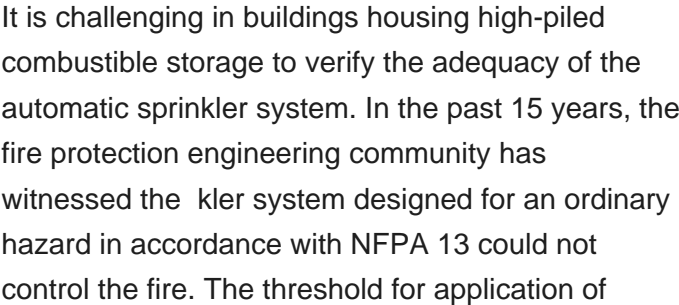 It is challenging in buildings housing high-piled
combustible storage to verify the adequacy of the
automatic sprinkler system. In the past 15 years, the
fire protection engineering community has
witnessed the  kler system designed for an ordinary
hazard in accordance with NFPA 13 could not
control the fire. The threshold for application of